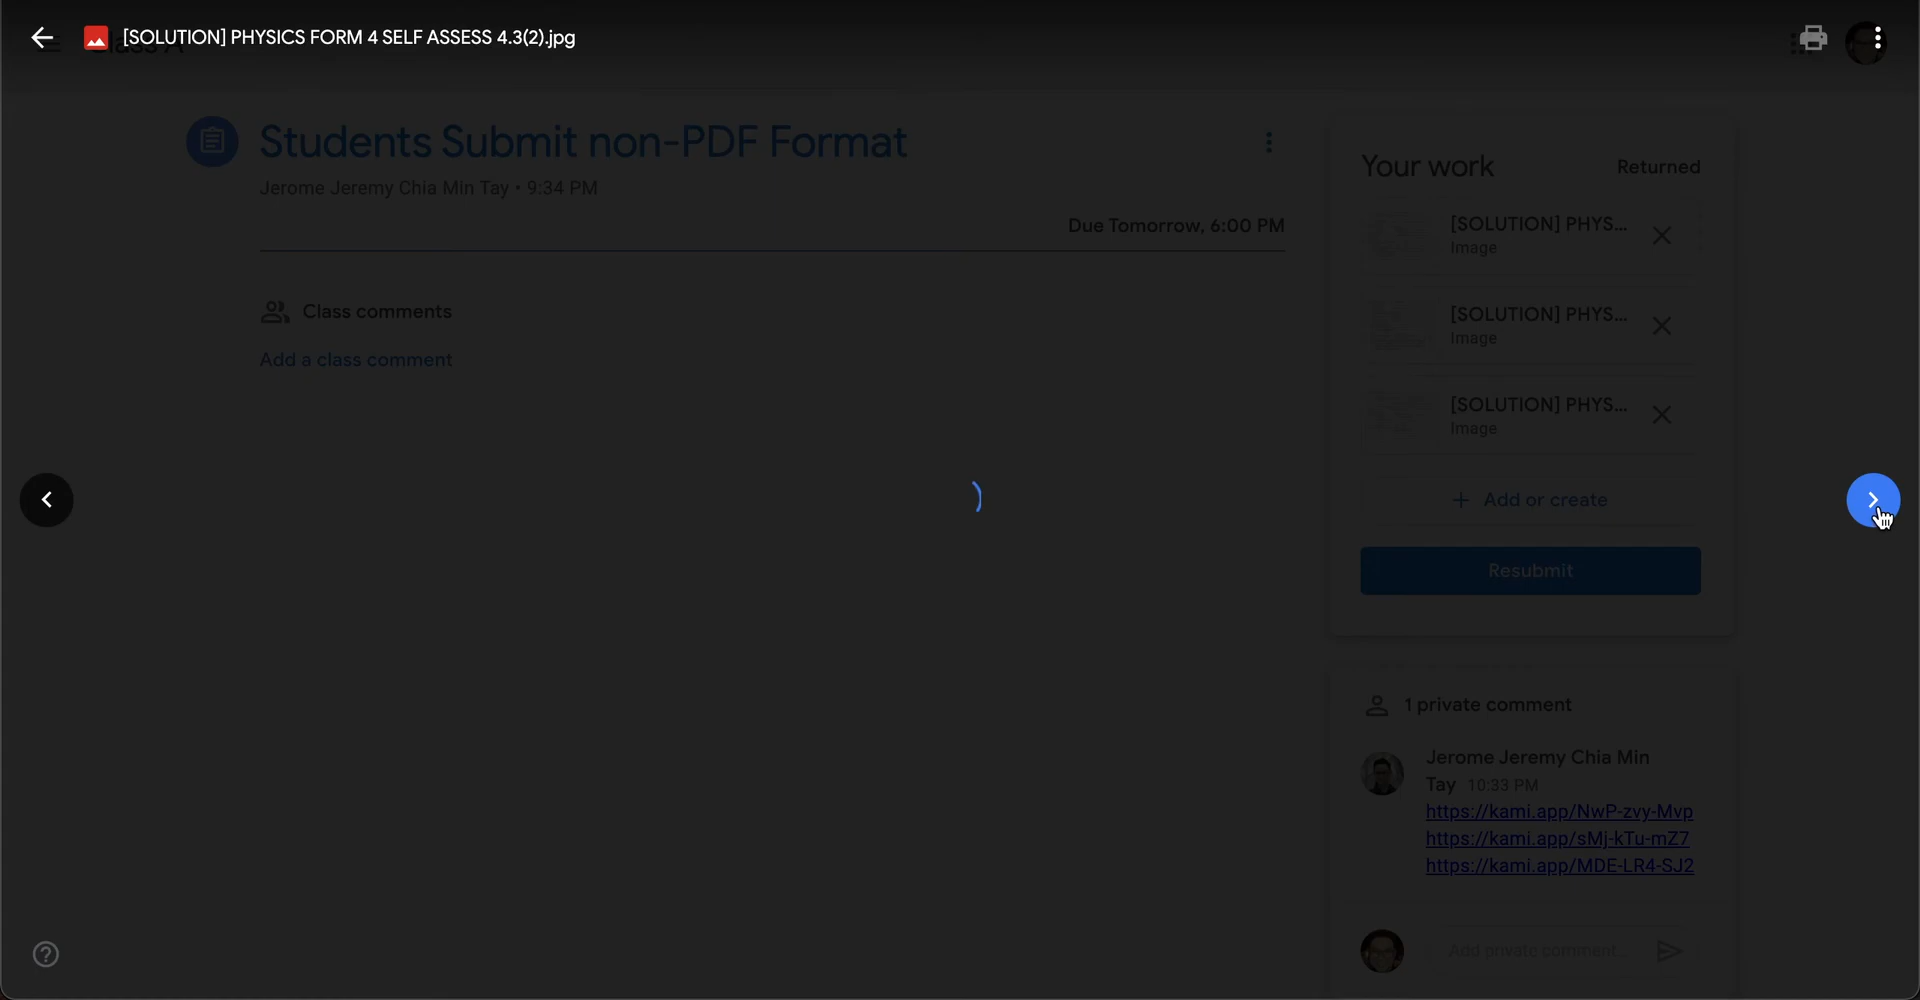 [SOLUTION] PHYSICS FORM 4 SELF ASSESS 4.3(2).jpg
Students Submit non-PDF Format
Jerome Jeremy Chia Min Tay • 9:34 PM
Due Tomorrow, 6:00 PM
Class comments
Add a class comment
Your work
Returned
[SOLUTION] PHYS...
Image
[SOLUTION] PHYS...
Image
[SOLUTION] PHYS...
Image
+ Add or create
Resubmit
1 private comment
Jerome Jeremy Chia Min
Tay 10:33 PM
https://kami.app/NwP-zvy-Mvp
https://kami.app/sMj-kTu-mZ7
https://kami.app/MDE-LR4-SJ2
Add private comment...